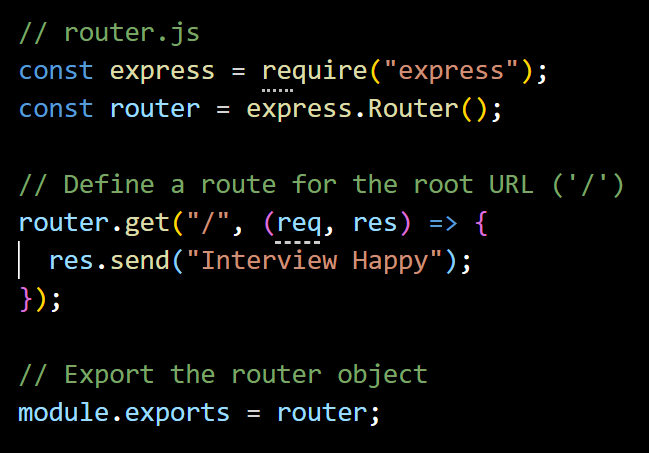 // router.js
const express = require("express");
const router = express.Router();
// Define a route for the root URL ('/')
router.get("/", (req, res) => {
  res.send("Interview Happy");
});
// Export the router object
module.exports = router;